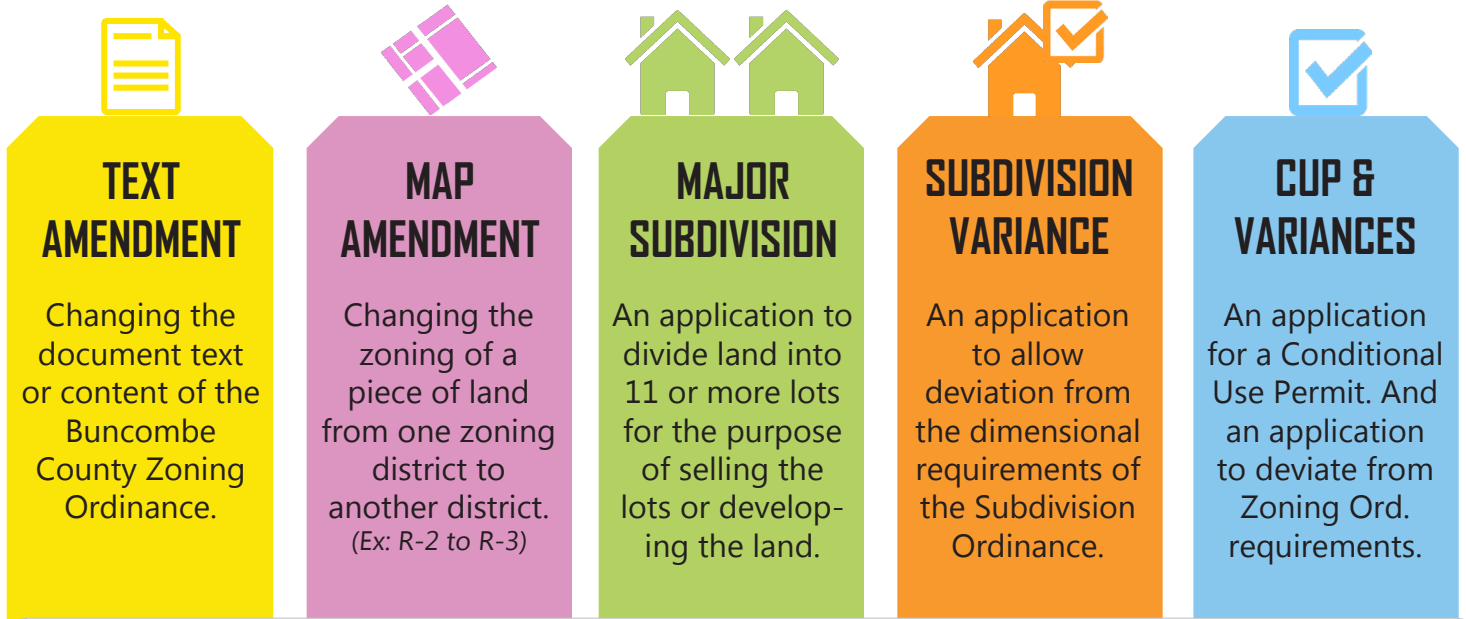 TEXT
AMENDMENT
Changing the
document text
or content of the
Buncombe
County Zoning
Ordinance.
MAP
AMENDMENT
Changing the
zoning of a
piece of land
from one zoning
district to
another district.
(Ex: R-2 to R-3)
MAJOR
SUBDIVISION
An application to
divide land into
11 or more lots
for the purpose
of selling the
lots or develop-
ing the land.
SUBDIVISION
VARIANCE
An application
to allow
deviation from
the dimensional
requirements of
the Subdivision
Ordinance.
CUP &
VARIANCES
An application
for a Conditional
Use Permit. And
an application
to deviate from
Zoning Ord.
requirements.